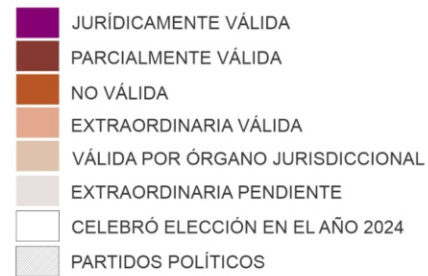 JURÍDICAMENTE VÁLIDA
PARCIALMENTE VÁLIDA
NO VÁLIDA
EXTRAORDINARIA VÁLIDA
VÁLIDA POR ÓRGANO JURISDICCIONAL
EXTRAORDINARIA PENDIENTE
CELEBRÓ ELECCIÓN EN EL AÑO 2024
PARTIDOS POLÍTICOS